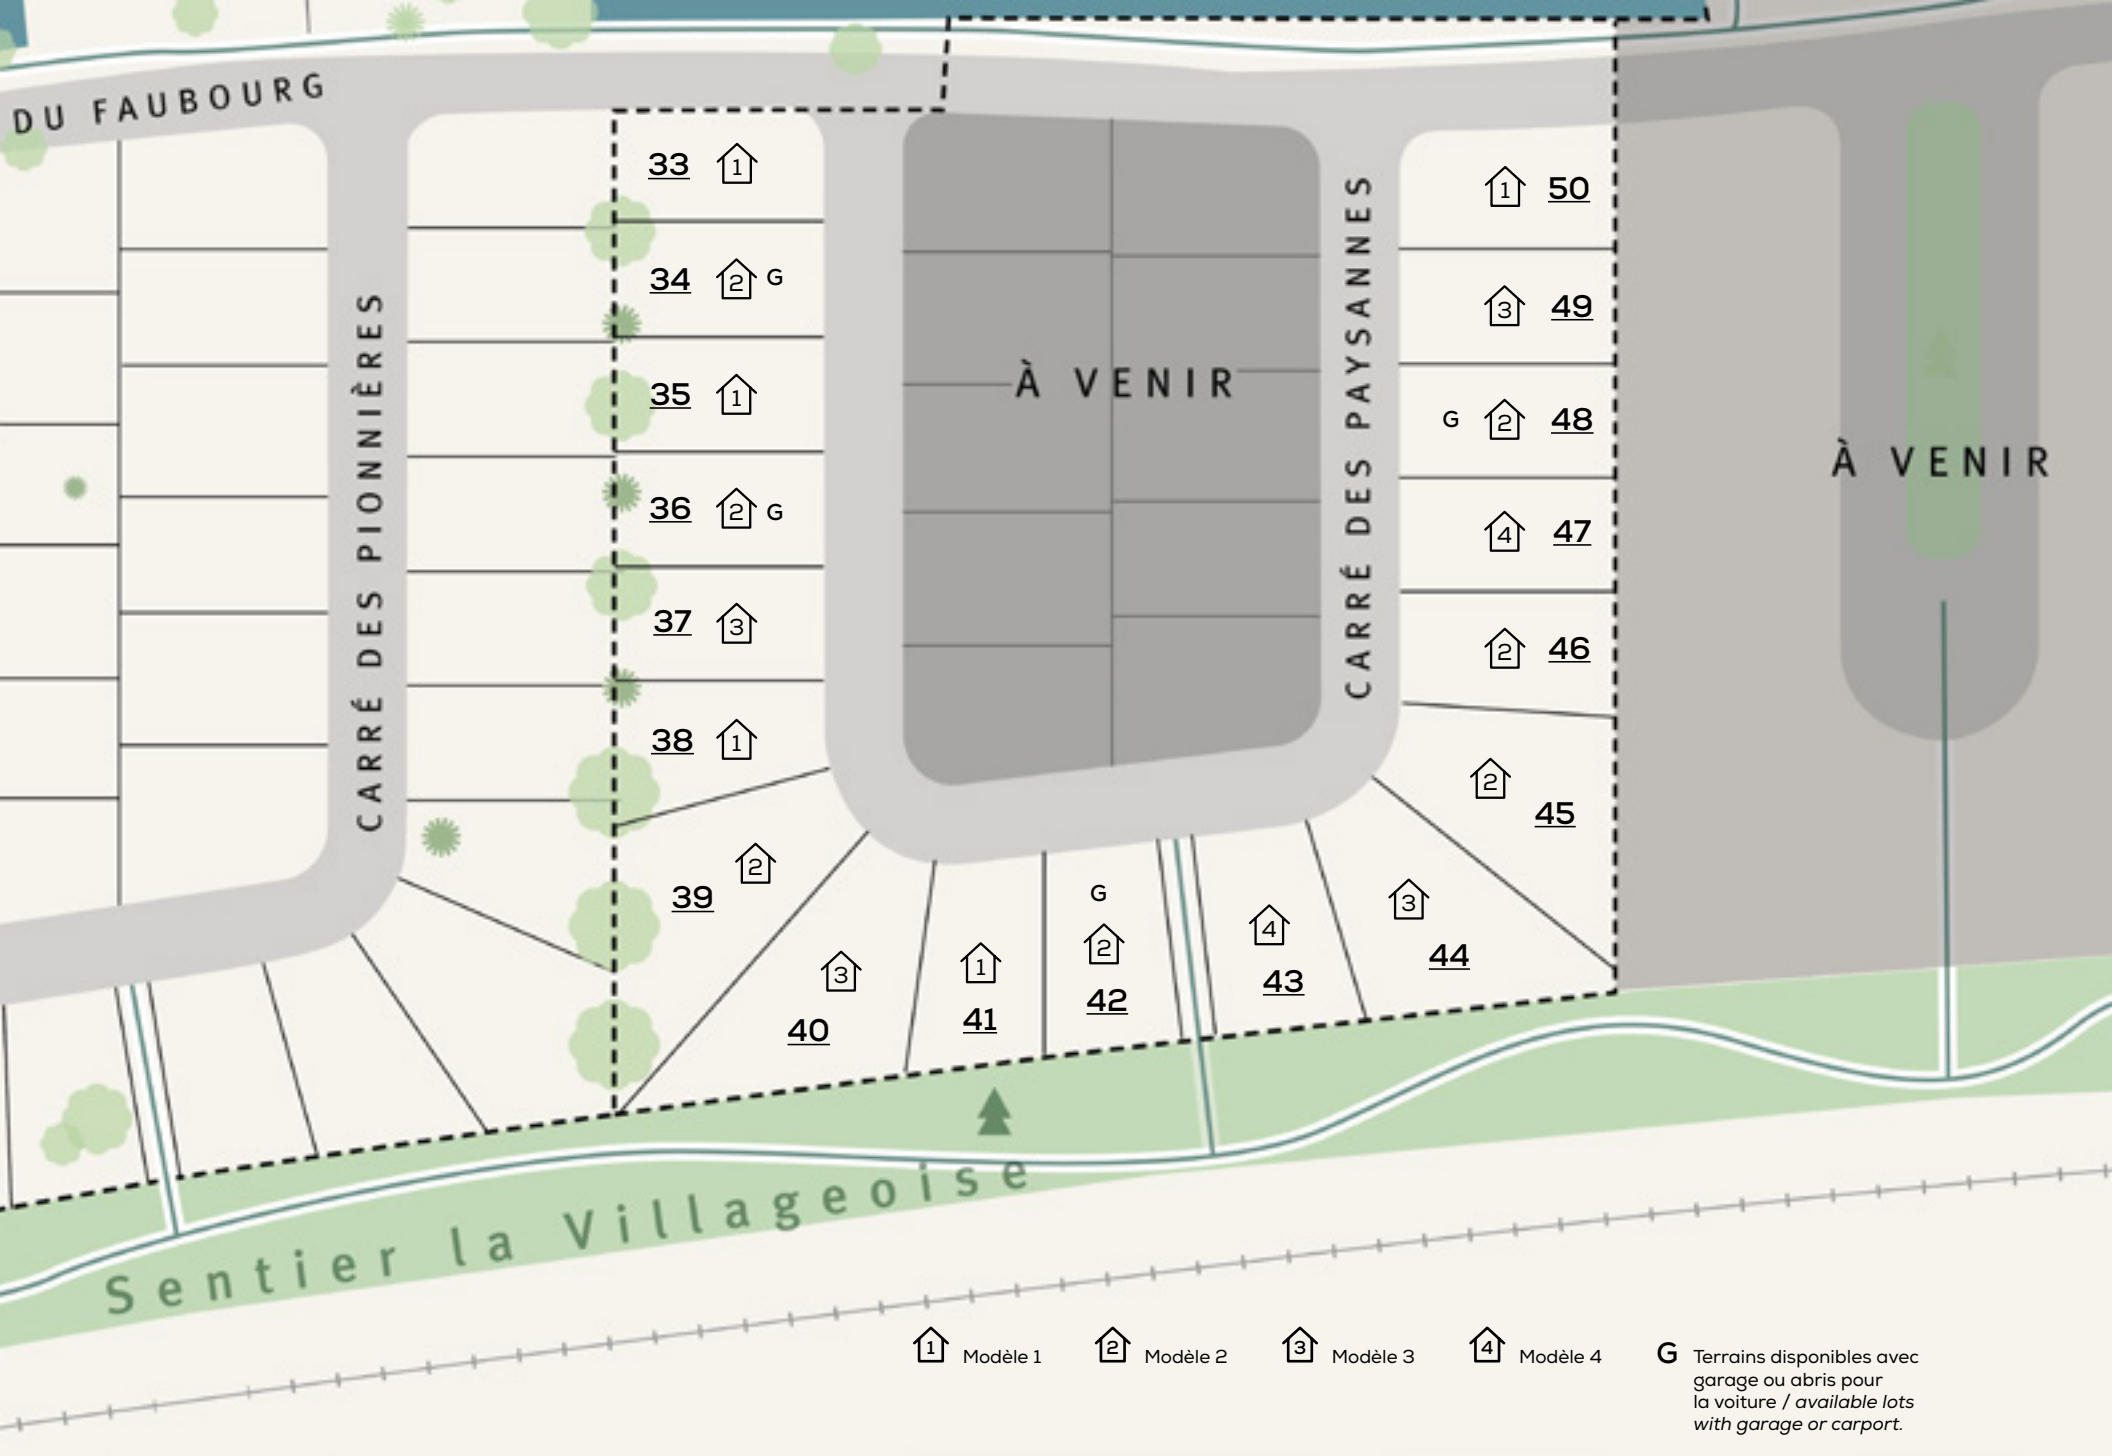 DU FAUBOURG
33 1
34 2 G
35 1
36 2 G
37 3
38 1
39 2
3
40
1
41
G
2
42
4
43
3
44
2
45
2 46
4 47
G 2 48
3 49
1 50
CARRÉ DES PIONNIÈRES
À VENIR
CARRÉ DES PAYSANNES
À VENIR
Sentier la Villageoise
1 Modèle 1
2 Modèle 2
3 Modèle 3
4 Modèle 4
G Terrains disponibles avec
garage ou abris pour
la voiture / available lots
with garage or carport.